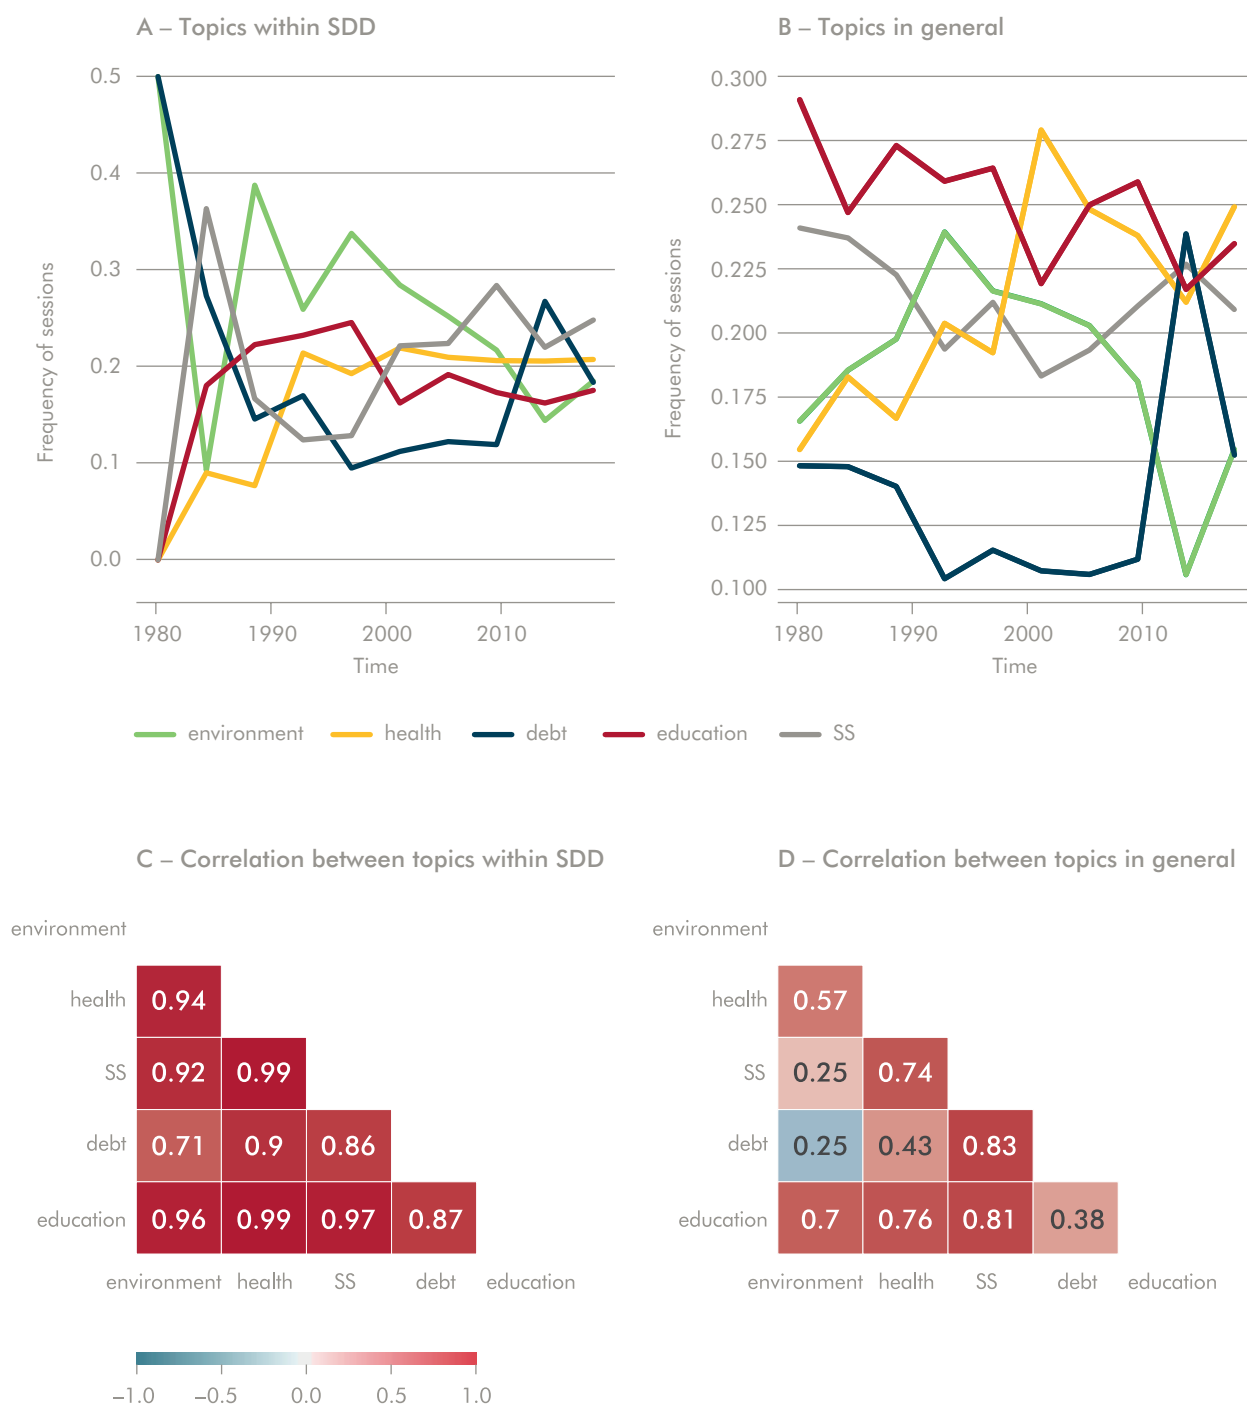 A – Topics within SDD
B – Topics in general
Frequency of sessions
0.5
0.4
0.3
0.2
0.1
0.0
1980 1990 2000 2010
Time
Frequency of sessions
0.300
0.275
0.250
0.225
0.200
0.175
0.150
0.125
0.100
1980 1990 2000 2010
Time
environment health debt education SS
C – Correlation between topics within SDD
environment
health 0.94
SS 0.92 0.99
debt 0.71 0.9 0.86
education 0.96 0.99 0.97 0.87
environment health SS debt education
−1.0 −0.5 0.0 0.5 1.0
D – Correlation between topics in general
environment
health 0.57
SS 0.25 0.74
debt 0.25 0.43 0.83
education 0.7 0.76 0.81 0.38
environment health SS debt education